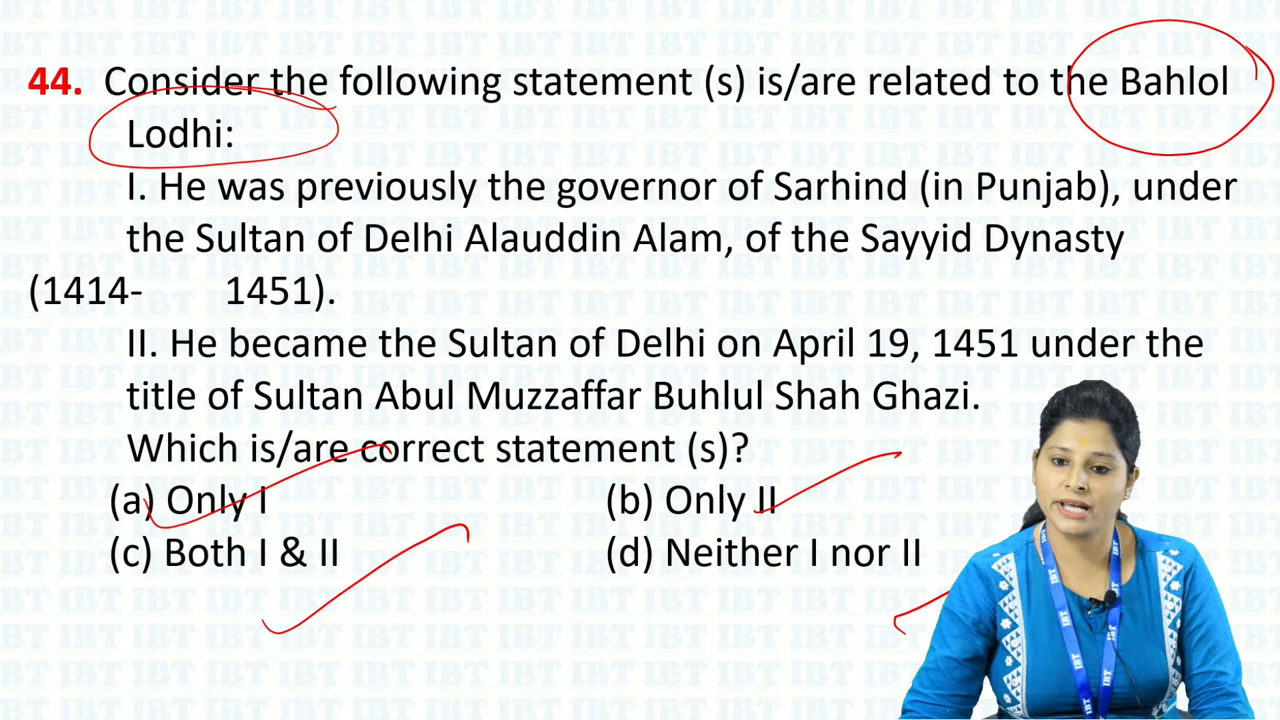 44. Consider the following statement (s) is/are related to the Bahlol
Lodhi:
I. He was previously the governor of Sarhind (in Punjab), under
the Sultan of Delhi Alauddin Alam, of the Sayyid Dynasty
(1414- 1451).
II. He became the Sultan of Delhi on April 19, 1451 under the
title of Sultan Abul Muzzaffar Buhlul Shah Ghazi.
Which is/are correct statement (s)?
(a) Only I (b) Only II
(c) Both I & II (d) Neither I nor II
IBT
IBT